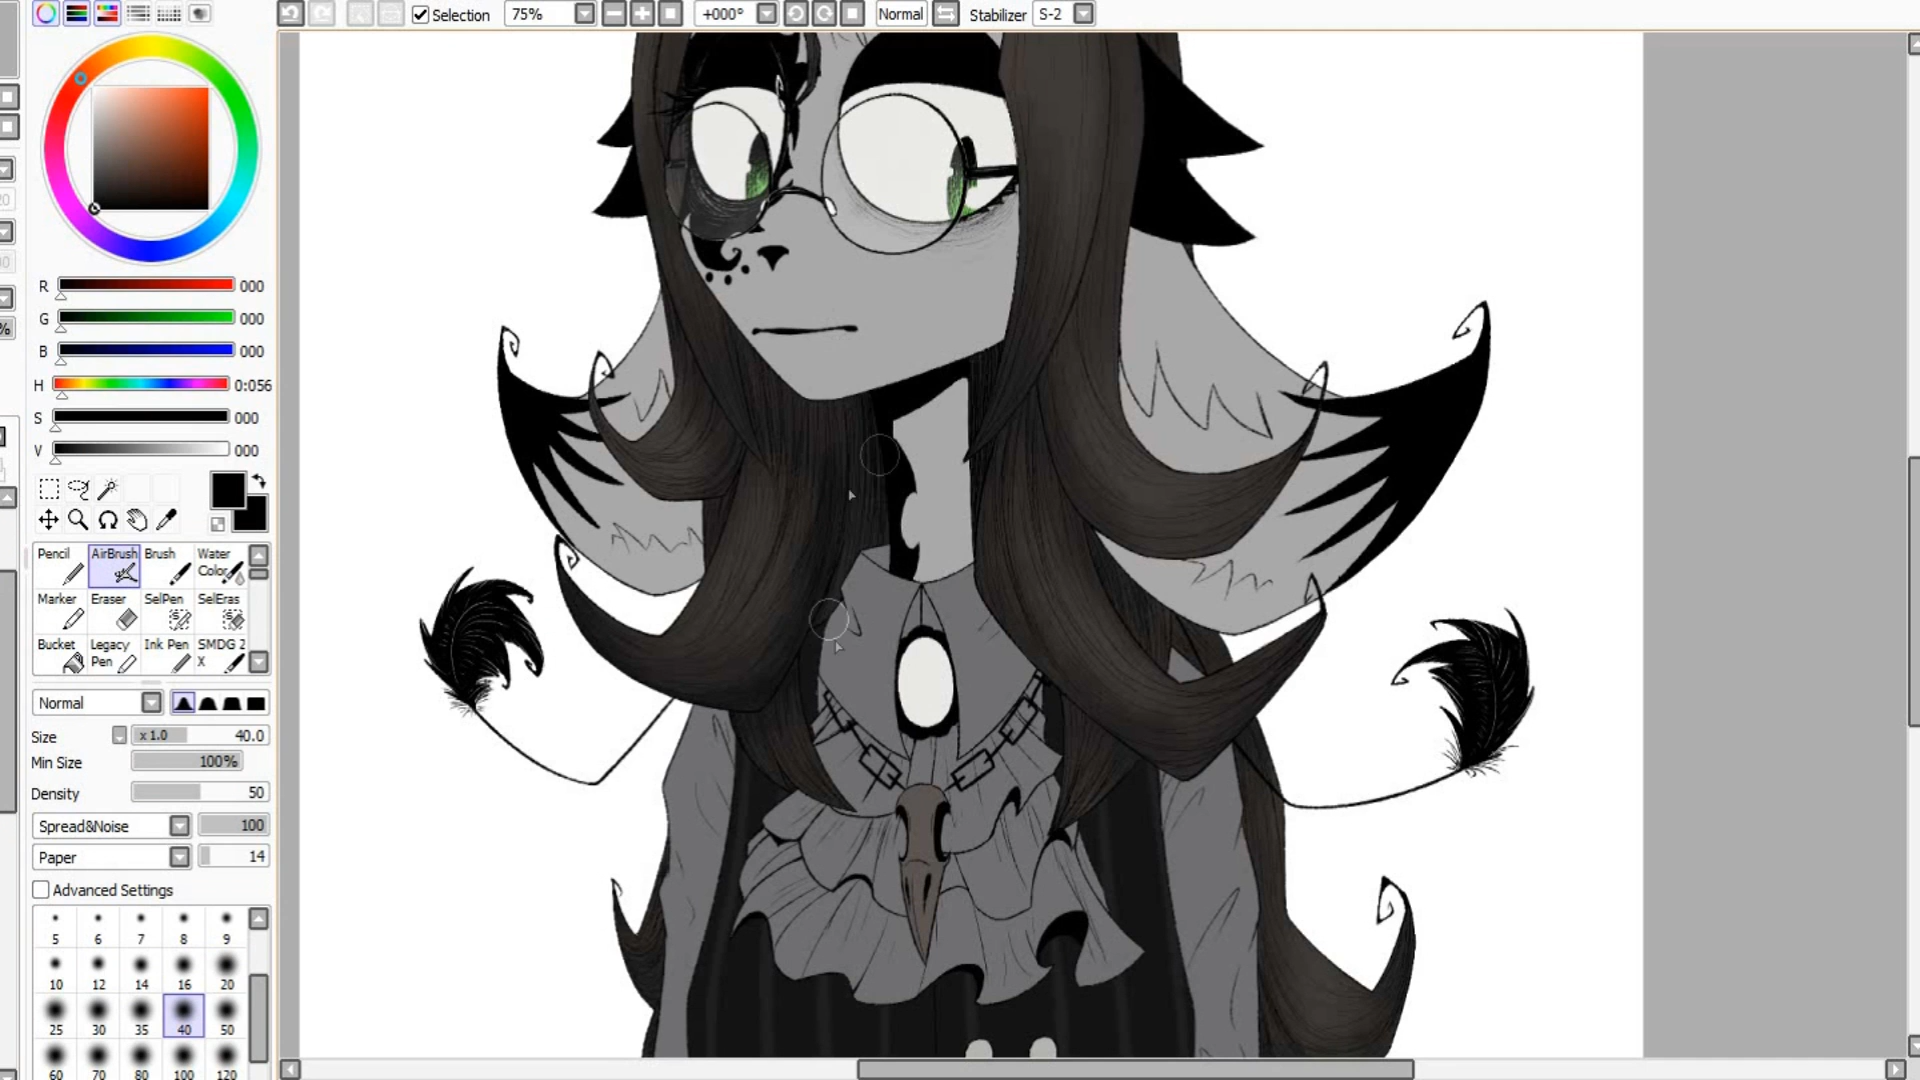 Selection 75% +000° Normal Stabilizer S-2
R 000
G 000
B 000
H 0:056
S 000
V 000
Pencil AirBrush Brush Water Color
Marker Eraser SelPen SelEras
Bucket Legacy Pen Ink Pen SMDG 2 X
Normal
Size x 1.0 40.0
Min Size 100%
Density 50
Spread&Noise 100
Paper 14
Advanced Settings
5 6 7 8 9
10 12 14 16 20
25 30 35 40 50
60 70 80 100 120